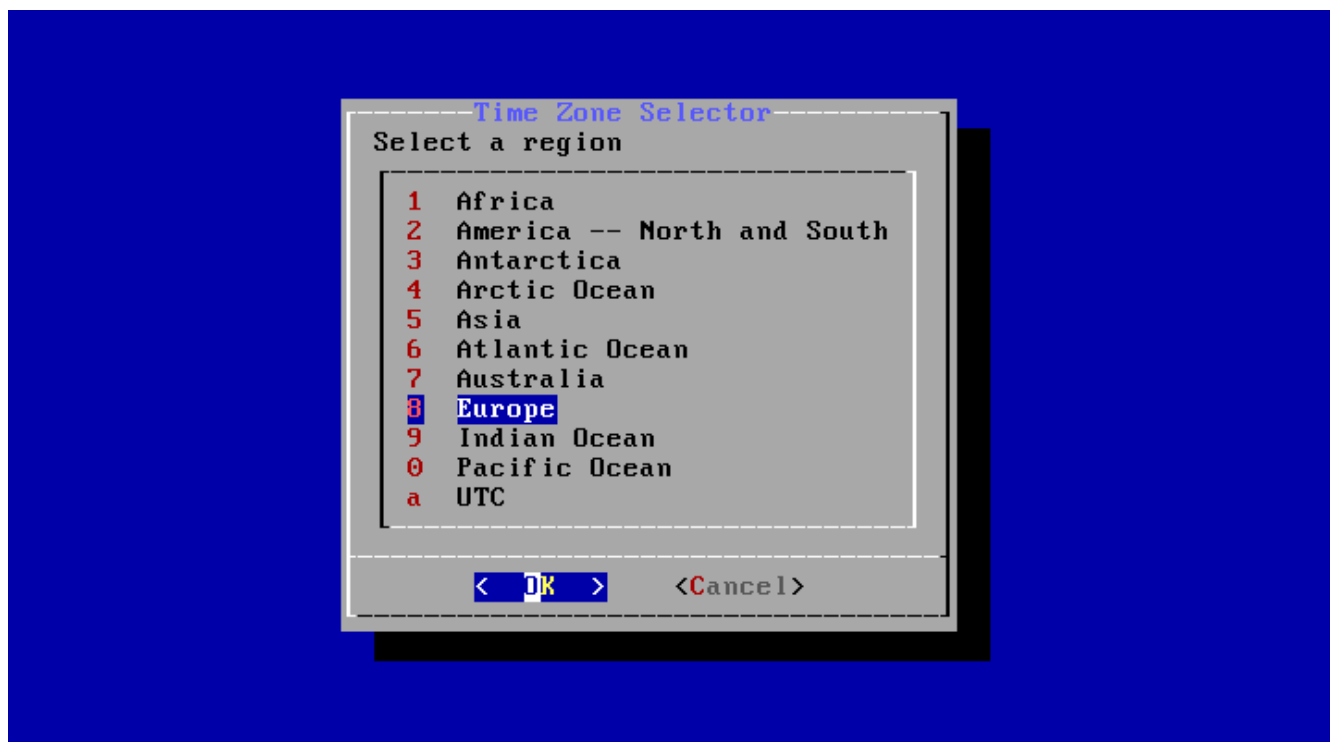 Time Zone Selector
Select a region
1 Africa
2 America -- North and South
3 Antarctica
4 Arctic Ocean
5 Asia
6 Atlantic Ocean
7 Australia
8 Europe
9 Indian Ocean
0 Pacific Ocean
a UTC
< OK > <Cancel>